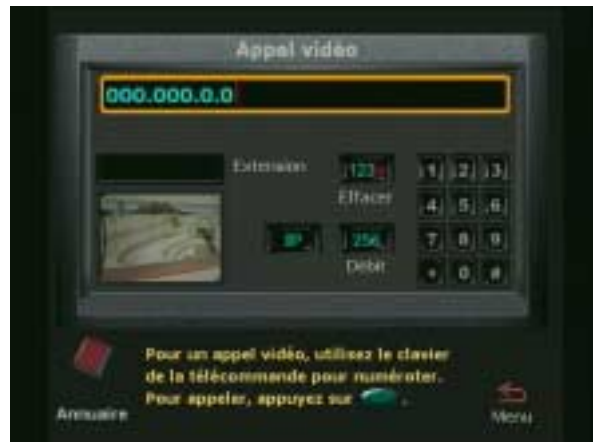 Appel vidéo
000.000.0.0
Extension
123
Effacer
IP
256
Débit
1 2 3
4 5 6
7 8 9
* 0 #
Pour un appel vidéo, utilisez le clavier
de la télécommande pour numéroter.
Pour appeler, appuyez sur .
Annuaire
Menu